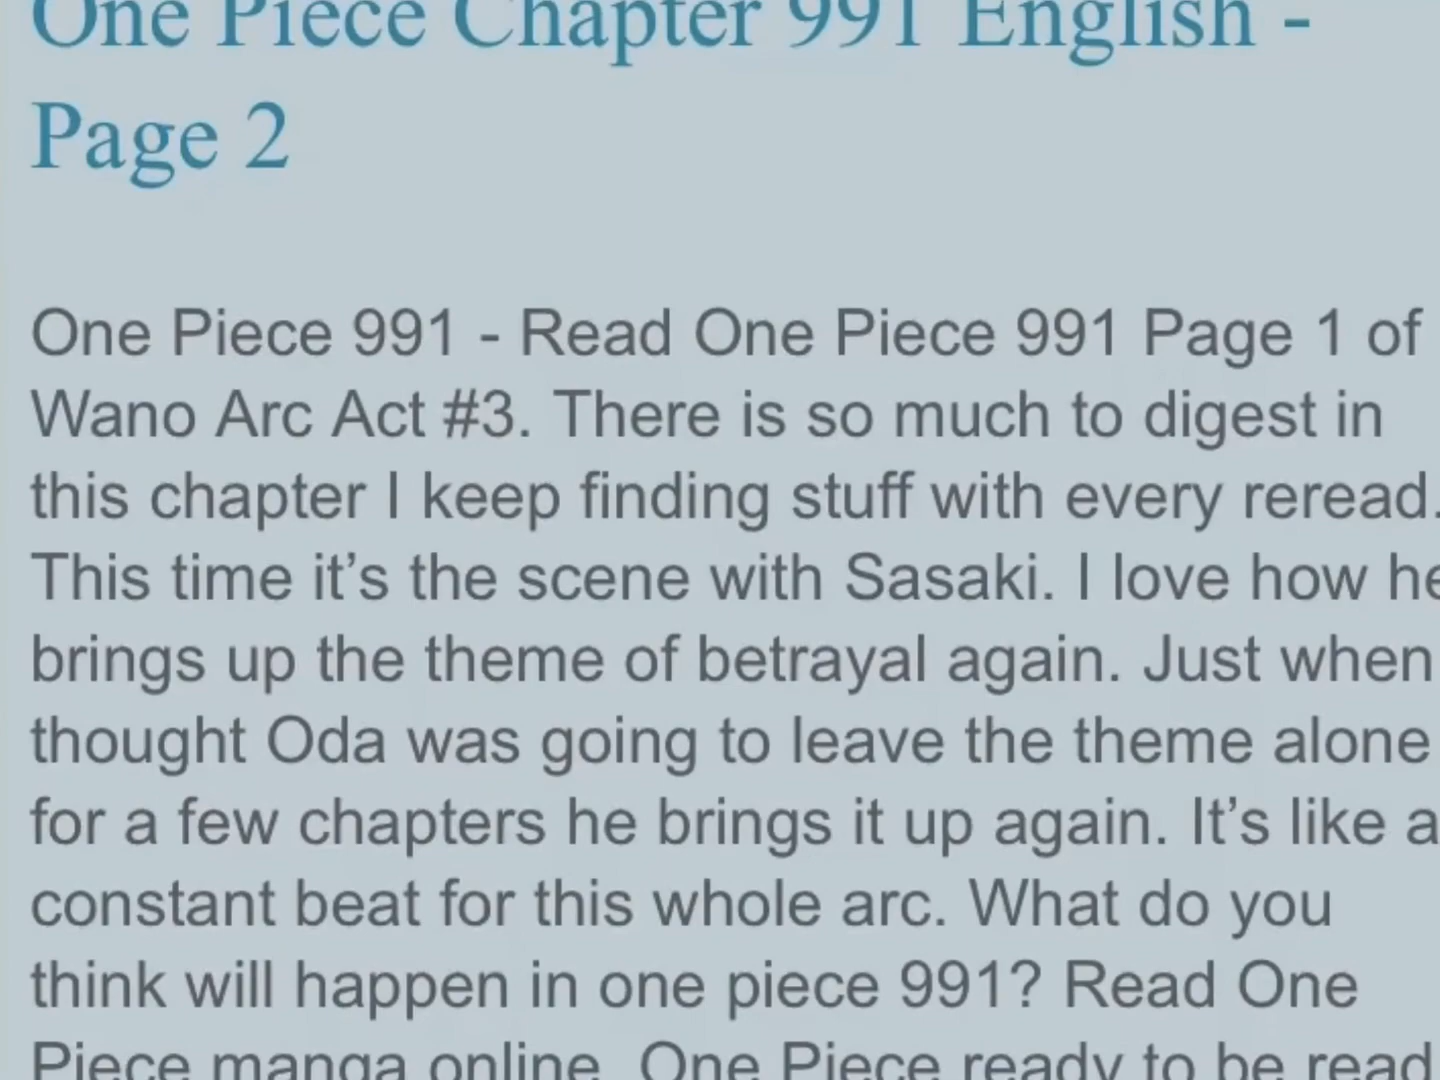 One Piece Chapter 991 English -
Page 2
One Piece 991 - Read One Piece 991 Page 1 of
Wano Arc Act #3. There is so much to digest in
this chapter I keep finding stuff with every reread.
This time it’s the scene with Sasaki. I love how he
brings up the theme of betrayal again. Just when
thought Oda was going to leave the theme alone
for a few chapters he brings it up again. It’s like a
constant beat for this whole arc. What do you
think will happen in one piece 991? Read One
Piece manga online. One Piece ready to be read